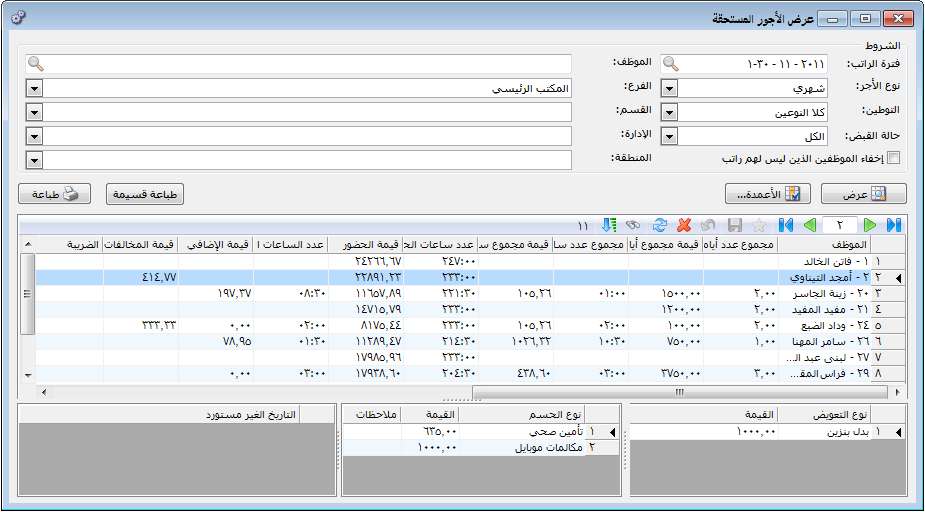 عرض الأجور المستحقة
الشروط
فترة الراتب: ٢٠١١ - ١١ - ٣٠-١ الموظف:
نوع الأجر: شهري الفرع: المكتب الرئيسي
التوطين: كلا النوعين القسم:
حالة القبض: الكل الإدارة:
إخفاء الموظفين الذين ليس لهم راتب المنطقة:
عرض الأعمدة... طباعة قسيمة طباعة
٢ ١١
الموظف مجموع عدد أياه قيمة مجموع أيا مجموع عدد سا قيمة مجموع س عدد ساعات الح قيمة الحضور عدد الساعات ا قيمة الإضافي قيمة المخالفات الضريبة
١ ١ - فاتن الخالد ٢٤٧:٠٠ ٢٤٢٦٦,٦٧
٢ ٢ - أمجد التيناوي ٢٣٣:٠٠ ٢٢٨٩١,٢٣ ٤١٤,٧٧
٣ ٢٠ - زينة الجاسر ٢,٠٠ ١٥٠٠,٠٠ ٠١:٠٠ ١٠٥,٢٦ ٢٢١:٣٠ ١١٦٥٧,٨٩ ٠٨:٣٠ ١٩٧,٣٧
٤ ٢١ - مفيد المفيد ٢,٠٠ ١٢٠٠,٠٠ ٢٣٣:٠٠ ١٤٧١٥,٧٩
٥ ٢٤ - وداد الضبع ٢,٠٠ ١٠٠,٠٠ ٠٢:٠٠ ١٠٥,٢٦ ٢٣٣:٠٠ ٨١٧٥,٤٤ ٠٢:٠٠ ٠,٠٠ ٣٣٣,٣٣
٦ ٢٦ - سامر المهنا ١,٠٠ ٧٥٠,٠٠ ١٠:٣٠ ١٠٢٦,٣٢ ٢١٤:٣٠ ١١٢٨٩,٤٧ ٠١:٣٠ ٧٨,٩٥
٧ ٢٧ - لبنى عبد ال... ٢٣٣:٠٠ ١٧٩٨٥,٩٦
٨ ٢٩ - فراس المق... ٣,٠٠ ٣٧٥٠,٠٠ ٠٣:٠٠ ٤٣٨,٦٠ ٢٠٤:٣٠ ١٧٩٣٨,٦٠ ٠٣:٠٠ ٠,٠٠
نوع التعويض القيمة
١ بدل بنزين ١٠٠٠,٠٠
نوع الحسم القيمة ملاحظات
١ تأمين صحي ٦٣٥,٠٠
٢ مكالمات موبايل ١٠٠٠,٠٠
التاريخ الغير مستورد